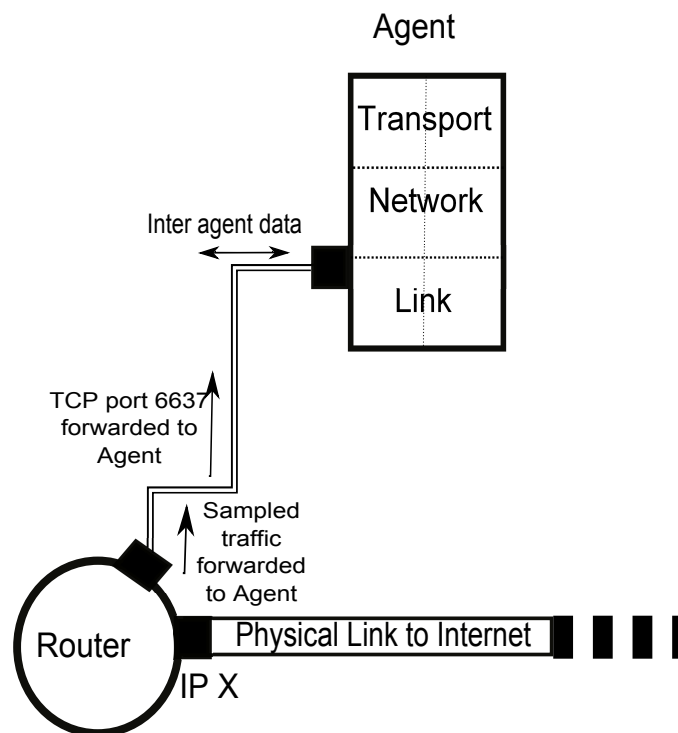 Agent
Transport
Network
Link
Inter agent data
TCP port 6637
forwarded to
Agent
Sampled
traffic
forwarded
to Agent
Router
Physical Link to Internet
IP X